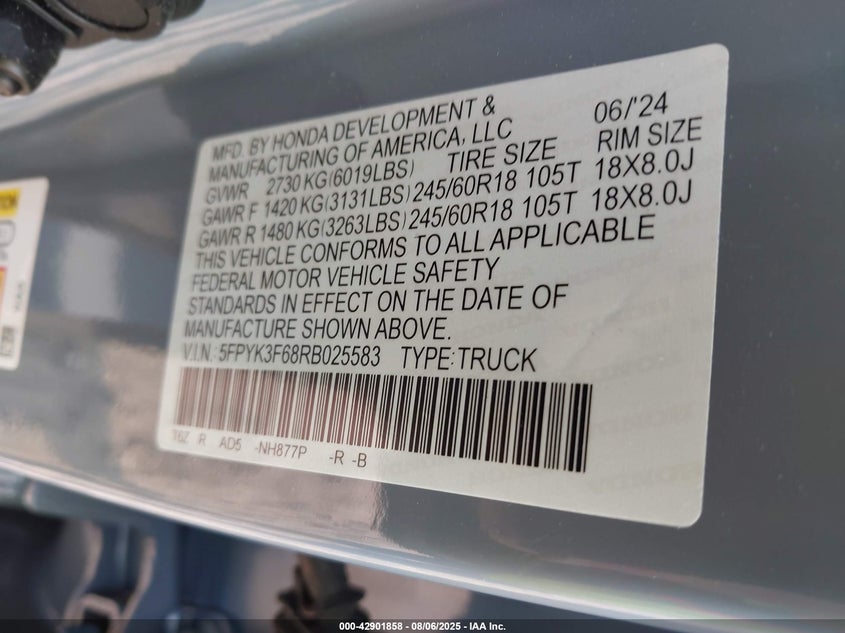 MFD. BY HONDA DEVELOPMENT & 06/'24
MANUFACTURING OF AMERICA, LLC
GVWR 2730 KG(6019LBS) TIRE SIZE RIM SIZE
GAWR F 1420 KG(3131LBS) 245/60R18 105T 18X8.0J
GAWR R 1480 KG(3263LBS) 245/60R18 105T 18X8.0J
THIS VEHICLE CONFORMS TO ALL APPLICABLE
FEDERAL MOTOR VEHICLE SAFETY
STANDARDS IN EFFECT ON THE DATE OF
MANUFACTURE SHOWN ABOVE.
V.I.N.: 5FPYK3F68RB025583 TYPE:TRUCK
T6Z R AD5 -NH877P -R -B
000-42901858 - 08/06/2025 - IAA Inc.